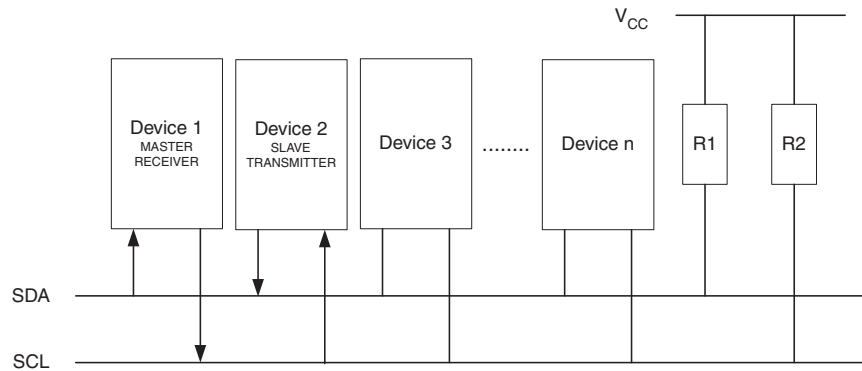 VCC
Device 1
MASTER
RECEIVER
Device 2
SLAVE
TRANSMITTER
Device 3
........
Device n
R1
R2
SDA
SCL